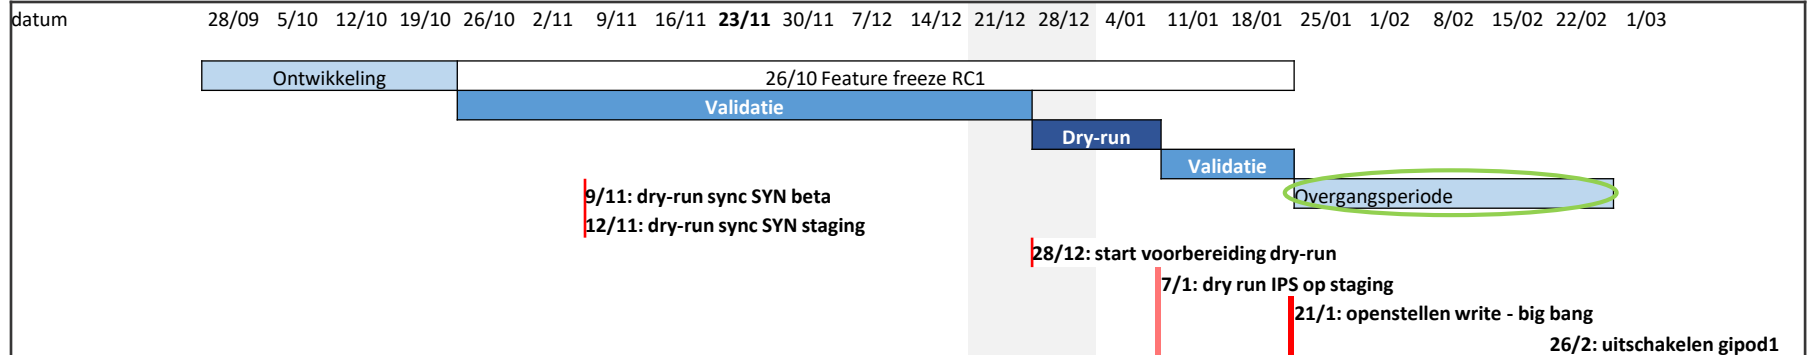 datum 28/09 5/10 12/10 19/10 26/10 2/11 9/11 16/11 23/11 30/11 7/12 14/12 21/12 28/12 4/01 11/01 18/01 25/01 1/02 8/02 15/02 22/02 1/03
Ontwikkeling 26/10 Feature freeze RC1
Validatie
Dry-run
Validatie
Overgangsperiode
9/11: dry-run sync SYN beta
12/11: dry-run sync SYN staging
28/12: start voorbereiding dry-run
7/1: dry run IPS op staging
21/1: openstellen write - big bang
26/2: uitschakelen gipod1